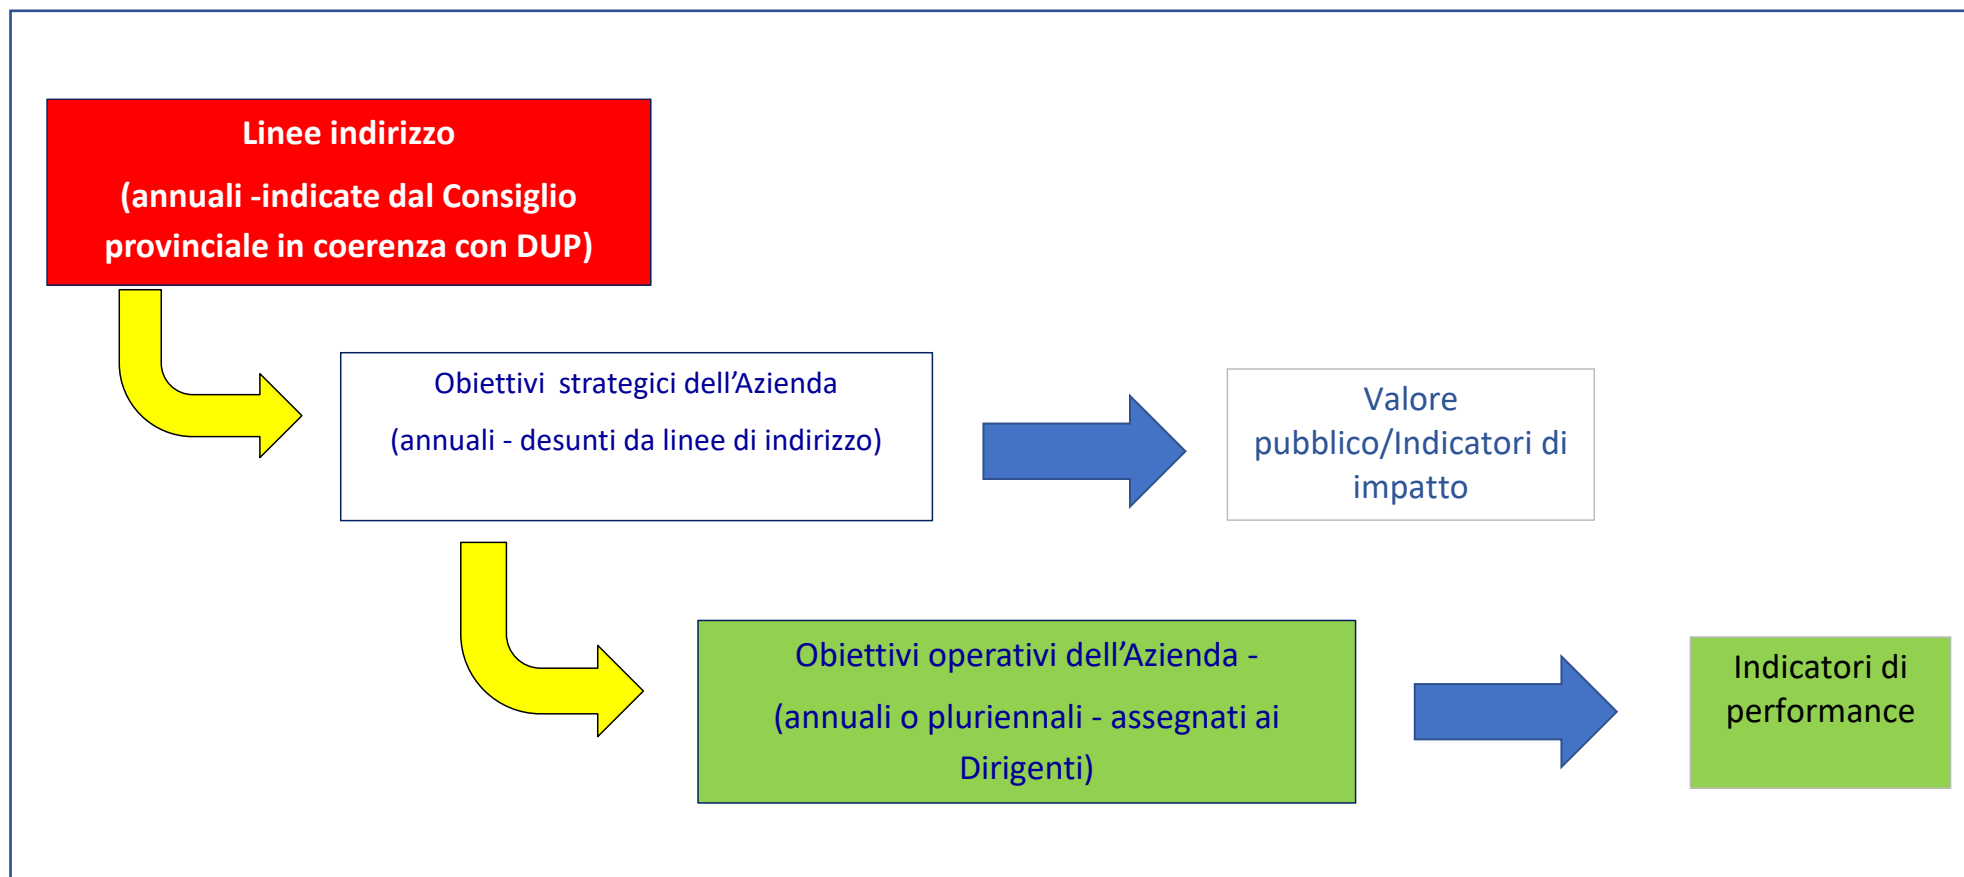 Linee indirizzo
(annuali -indicate dal Consiglio
provinciale in coerenza con DUP)
Obiettivi  strategici dell’Azienda
(annuali - desunti da linee di indirizzo)
Valore
pubblico/Indicatori di
impatto
Obiettivi operativi dell’Azienda -
(annuali o pluriennali - assegnati ai
Dirigenti)
Indicatori di
performance